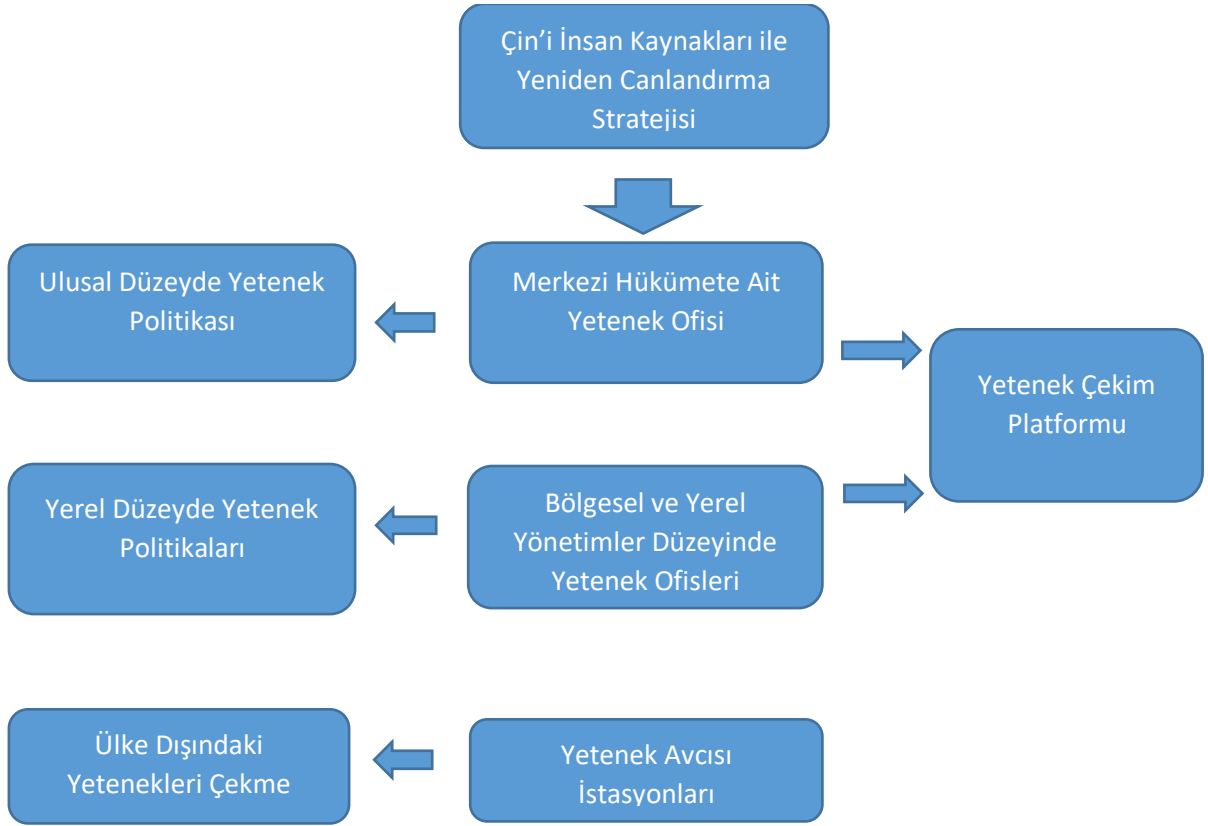 Çin’i İnsan Kaynakları ile
Yeniden Canlandırma
Stratejisi
Ulusal Düzeyde Yetenek
Politikası
Merkezi Hükümete Ait
Yetenek Ofisi
Yetenek Çekim
Platformu
Yerel Düzeyde Yetenek
Politikaları
Bölgesel ve Yerel
Yönetimler Düzeyinde
Yetenek Ofisleri
Ülke Dışındaki
Yetenekleri Çekme
Yetenek Avcısı
İstasyonları